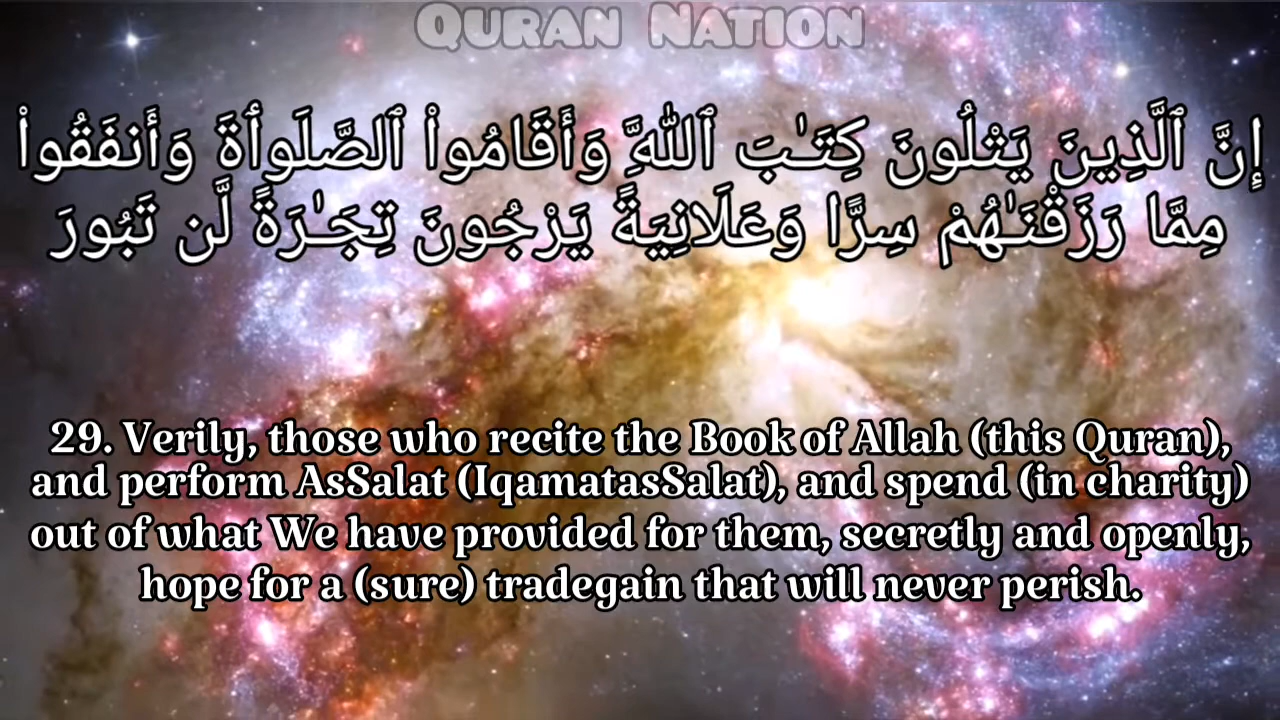 QURAN NATION
إِنَّ ٱلَّذِينَ يَتْلُونَ كِتَـٰبَ ٱللَّهِ وَأَقَامُوا۟ ٱلصَّلَوٲةَ وَأَنفَقُوا۟
مِمَّا رَزَقْنَـٰهُمْ سِرًّا وَعَلَانِيَةً يَرْجُونَ تِجَـٰرَةً لَّن تَبُورَ
29. Verily, those who recite the Book of Allah (this Quran),
and perform AsSalat (IqamatasSalat), and spend (in charity)
out of what We have provided for them, secretly and openly,
hope for a (sure) tradegain that will never perish.